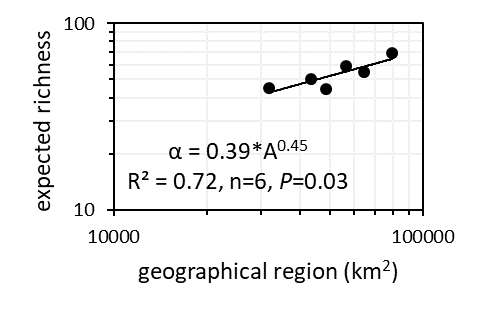 100
expected richness
α = 0.39*A^0.45
R² = 0.72, n=6, P=0.03
10
10000 100000
geographical region (km²)